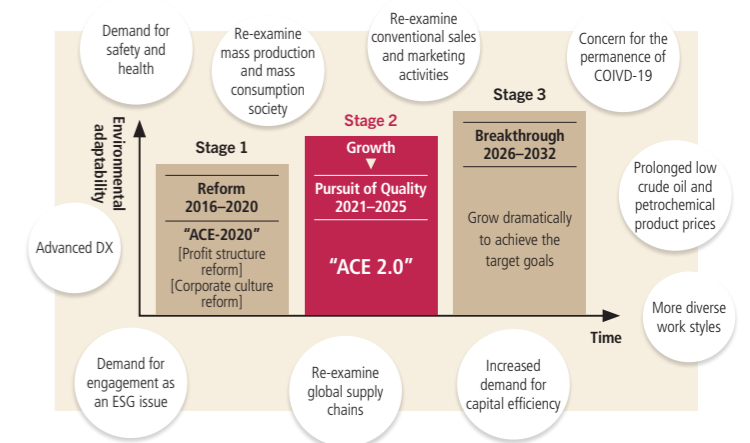 Demand for
safety and
health
Re-examine
mass production
and mass
consumption
society
Re-examine
conventional sales
and marketing
activities
Concern for the
permanence of
COIVD-19
Environmental
adaptability
Stage 1
Reform
2016–2020
“ACE-2020”
[Profit structure
reform]
[Corporate culture
reform]
Stage 2
Growth
▼
Pursuit of Quality
2021–2025
“ACE 2.0”
Stage 3
Breakthrough
2026–2032
Grow dramatically
to achieve the
target goals
Prolonged low
crude oil and
petrochemical
product prices
Advanced DX
More diverse
work styles
Time
Demand for
engagement as
an ESG issue
Re-examine
global supply
chains
Increased
demand for
capital efficiency